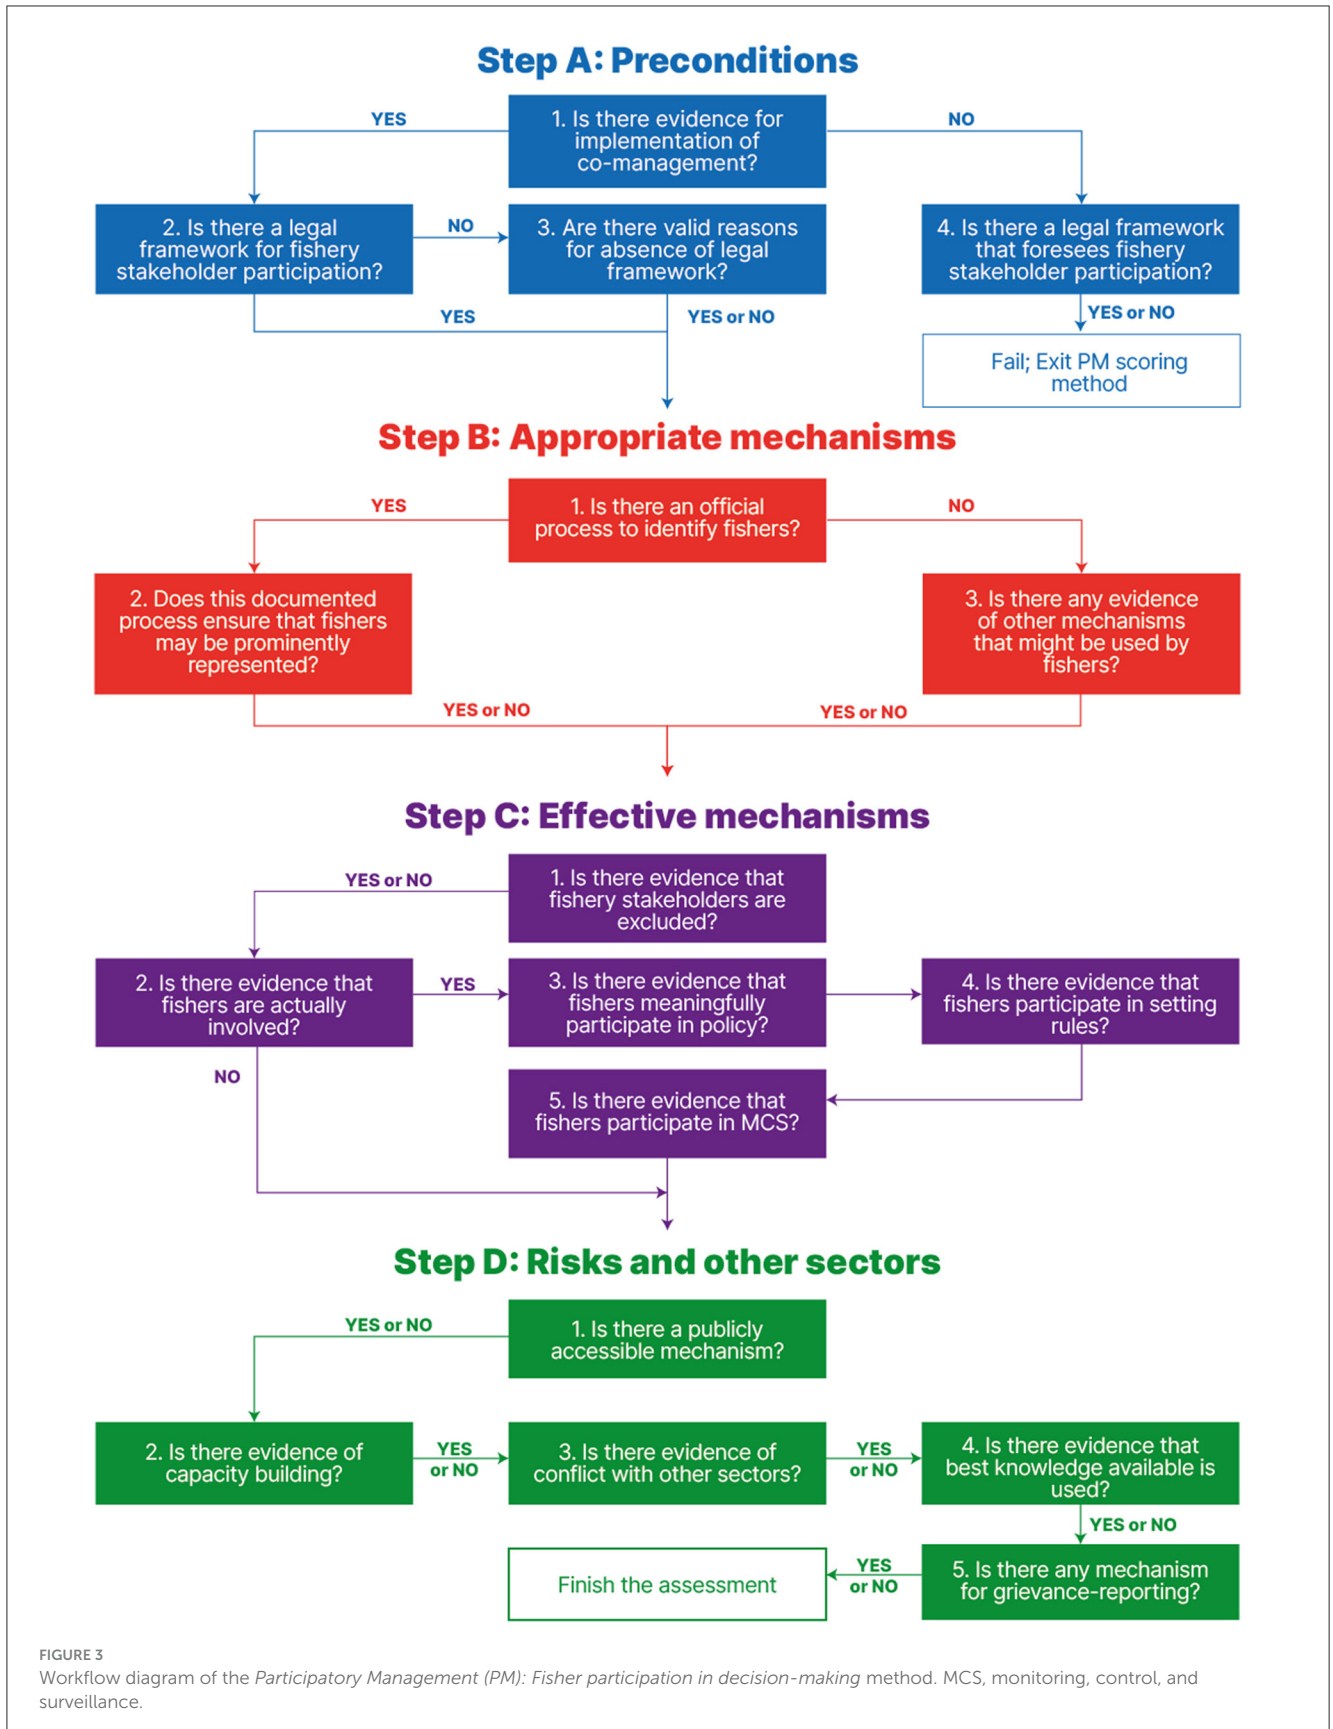 Step A: Preconditions
YES
1. Is there evidence for
implementation of
co-management?
NO
2. Is there a legal
framework for fishery
stakeholder participation?
NO
3. Are there valid reasons
for absence of legal
framework?
4. Is there a legal framework
that foresees fishery
stakeholder participation?
YES
YES or NO
YES or NO
Fail; Exit PM scoring
method
Step B: Appropriate mechanisms
YES
1. Is there an official
process to identify fishers?
NO
2. Does this documented
process ensure that fishers
may be prominently
represented?
3. Is there any evidence
of other mechanisms
that might be used by
fishers?
YES or NO
YES or NO
Step C: Effective mechanisms
YES or NO
1. Is there evidence that
fishery stakeholders are
excluded?
2. Is there evidence that
fishers are actually
involved?
YES
3. Is there evidence that
fishers meaningfully
participate in policy?
4. Is there evidence that
fishers participate in setting
rules?
NO
5. Is there evidence that
fishers participate in MCS?
Step D: Risks and other sectors
YES or NO
1. Is there a publicly
accessible mechanism?
2. Is there evidence of
capacity building?
YES
or NO
3. Is there evidence of
conflict with other sectors?
YES
or NO
4. Is there evidence that
best knowledge available is
used?
YES or NO
5. Is there any mechanism
for grievance-reporting?
YES
or NO
Finish the assessment
FIGURE 3
Workflow diagram of the Participatory Management (PM): Fisher participation in decision-making method. MCS, monitoring, control, and
surveillance.